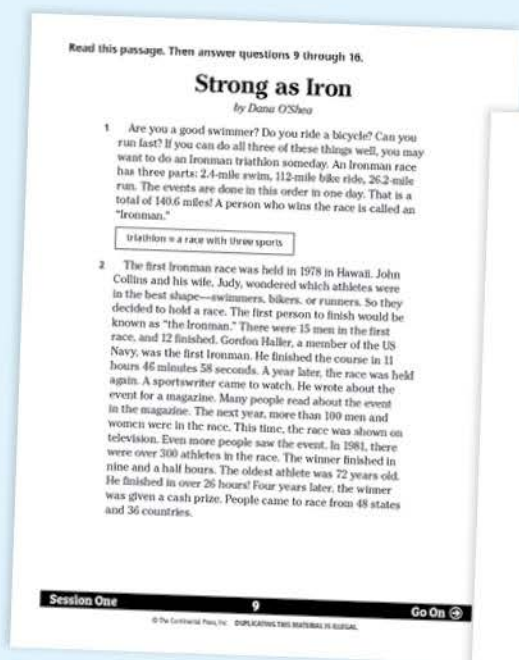 Read this passage. Then answer questions 9 through 16.
Strong as Iron
by Dana O'Shea
1 Are you a good swimmer? Do you ride a bicycle? Can you
run fast? If you can do all three of these things well, you may
want to do an Ironman triathlon someday. An Ironman race
has three parts: 2.4-mile swim, 112-mile bike ride, 26.2-mile
run. The events are done in this order in one day. That is a
total of 140.6 miles! A person who wins the race is called an
"Ironman."
triathlon = a race with three sports
2 The first Ironman race was held in 1978 in Hawaii. John
Collins and his wife, Judy, wondered which athletes were
in the best shape—swimmers, bikers, or runners. So they
decided to hold a race. The first person to finish would be
known as "the Ironman." There were 15 men in the first
race, and 12 finished. Gordon Haller, a member of the US
Navy, was the first Ironman. He finished the course in 11
hours 46 minutes 58 seconds. A year later, the race was held
again. A sportswriter came to watch. He wrote about the
event for a magazine. Many people read about the event
in the magazine. The next year, more than 100 men and
women were in the race. This time, the race was shown on
television. Even more people saw the event. In 1981, there
were over 300 athletes in the race. The winner finished in
nine and a half hours. The oldest athlete was 72 years old.
He finished in over 26 hours! Four years later, the winner
was given a cash prize. People came to race from 48 states
and 36 countries.
Session One 9 Go On
© The Continental Press, Inc. DUPLICATING THIS MATERIAL IS ILLEGAL.